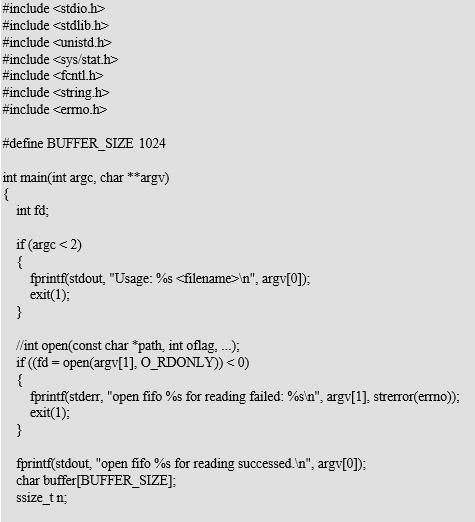 #include <stdio.h>
#include <stdlib.h>
#include <unistd.h>
#include <sys/stat.h>
#include <fcntl.h>
#include <string.h>
#include <errno.h>

#define BUFFER_SIZE 1024

int main(int argc, char **argv)
{
    int fd;

    if (argc < 2)
    {
        fprintf(stdout, "Usage: %s <filename>\n", argv[0]);
        exit(1);
    }

    //int open(const char *path, int oflag, ...);
    if ((fd = open(argv[1], O_RDONLY)) < 0)
    {
        fprintf(stderr, "open fifo %s for reading failed: %s\n", argv[1], strerror(errno));
        exit(1);
    }

    fprintf(stdout, "open fifo %s for reading successed.\n", argv[0]);
    char buffer[BUFFER_SIZE];
    ssize_t n;